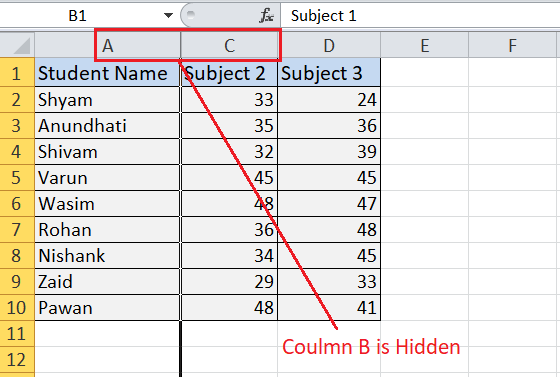 B1 fx Subject 1
A C D E F
1 Student Name Subject 2 Subject 3
2 Shyam 33 24
3 Anundhati 35 36
4 Shivam 32 39
5 Varun 45 45
6 Wasim 48 47
7 Rohan 36 48
8 Nishank 34 45
9 Zaid 29 33
10 Pawan 48 41
11 Coulmn B is Hidden
12